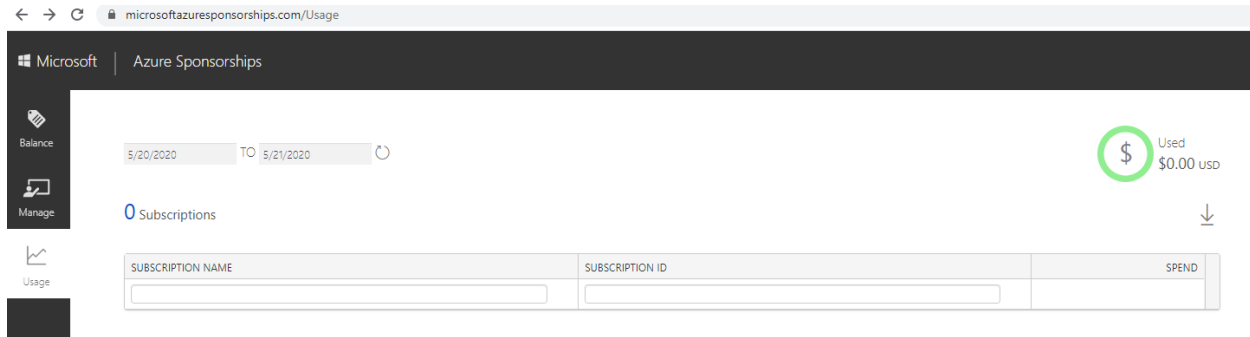 microsoftazuresponsorships.com/Usage
Microsoft | Azure Sponsorships
Balance
Manage
Usage
5/20/2020 TO 5/21/2020
$ Used
$0.00 USD
0 Subscriptions
SUBSCRIPTION NAME SUBSCRIPTION ID SPEND